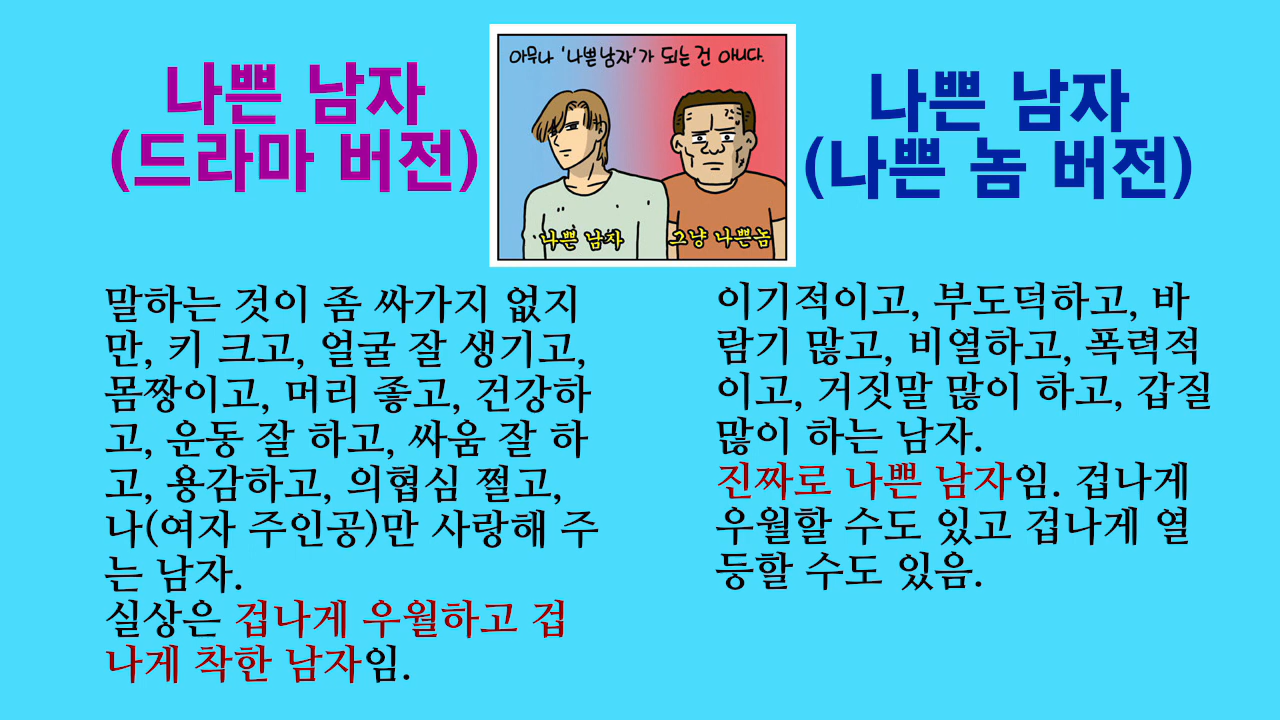 나쁜 남자
(드라마 버전)
아무나 '나쁜남자'가 되는 건 아니다.
나쁜 남자
그냥 나쁜놈
나쁜 남자
(나쁜 놈 버전)
말하는 것이 좀 싸가지 없지
만, 키 크고, 얼굴 잘 생기고,
몸짱이고, 머리 좋고, 건강하
고, 운동 잘 하고, 싸움 잘 하
고, 용감하고, 의협심 쩔고,
나(여자 주인공)만 사랑해 주
는 남자.
실상은 겁나게 우월하고 겁
나게 착한 남자임.
이기적이고, 부도덕하고, 바
람기 많고, 비열하고, 폭력적
이고, 거짓말 많이 하고, 갑질
많이 하는 남자.
진짜로 나쁜 남자임. 겁나게
우월할 수도 있고 겁나게 열
등할 수도 있음.